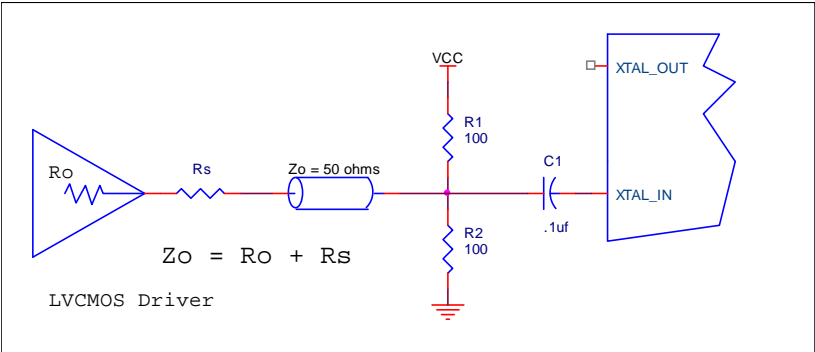 VCC
XTAL_OUT
R1
100
Ro
Rs
Zo = 50 ohms
C1
XTAL_IN
.1uf
R2
100
Zo = Ro + Rs
LVCMOS Driver